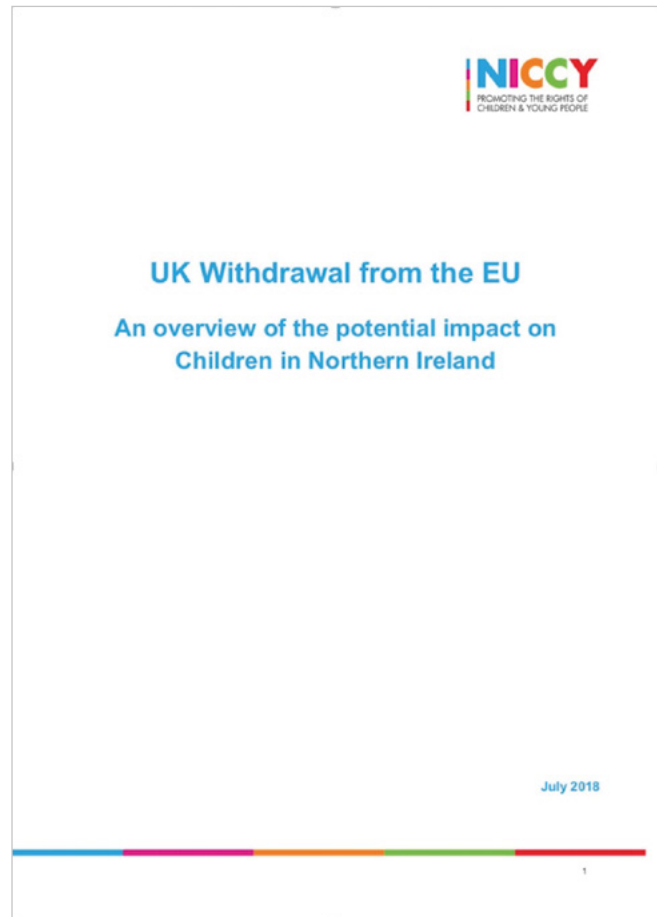 NICCY
PROMOTING THE RIGHTS OF
CHILDREN & YOUNG PEOPLE
UK Withdrawal from the EU
An overview of the potential impact on
Children in Northern Ireland
July 2018
1